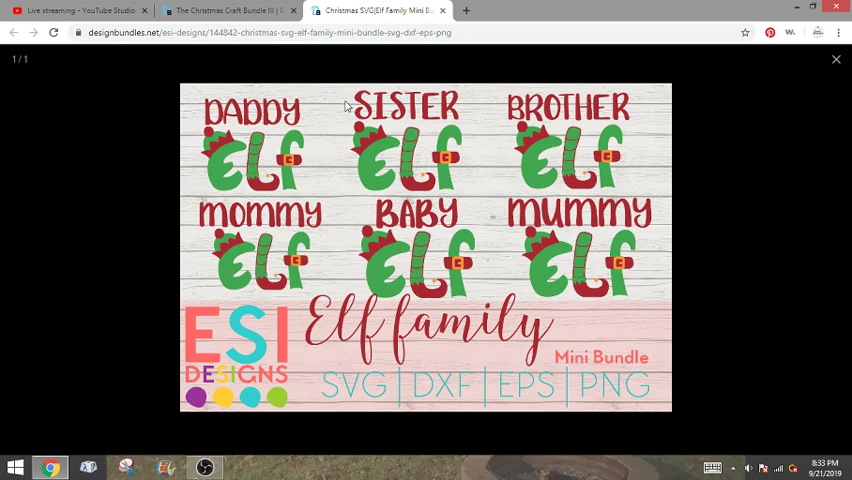 Live streaming - YouTube Studio
The Christmas Craft Bundle III | D
Christmas SVG|Elf Family Mini Bu
designbundles.net/esi-designs/144842-christmas-svg-elf-family-mini-bundle-svg-dxf-eps-png
1/1
DADDY SISTER BROTHER
ELF ELF ELF
MOMMY BABY MUMMY
ELF ELF ELF
Elf family
ESI
DESIGNS
Mini Bundle
SVG|DXF|EPS|PNG
8:33 PM
9/21/2019